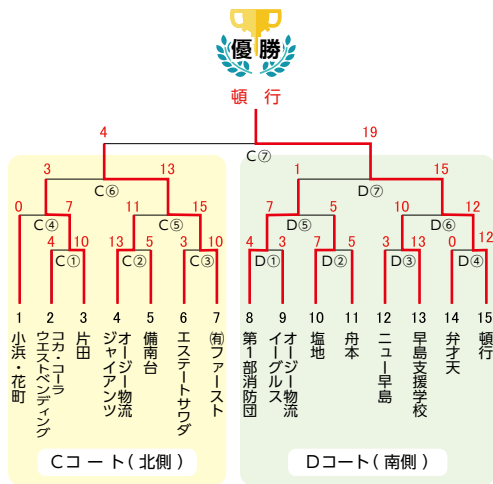 優勝
頓行
4 19
C⑦
3 13 1 15
C⑥ D⑦
0 7 11 15 7 5 10 12
C④ C⑤ D⑤ D⑥
4 10 13 5 3 10 4 3 7 5 3 13 0 12
C① C② C③ D① D② D③ D④
1 2 3 4 5 6 7 8 9 10 11 12 13 14 15
小浜・花町
コカ・コーラ
ウエストベンディング
片田
オージー物流
ジャイアンツ
備南台
エステートサワダ
㈲ファースト
第1部消防団
オージー物流
イーグルス
塩地
舟本
ニュー早島
早島支援学校
弁才天
頓行
Cコート(北側)
Dコート(南側)